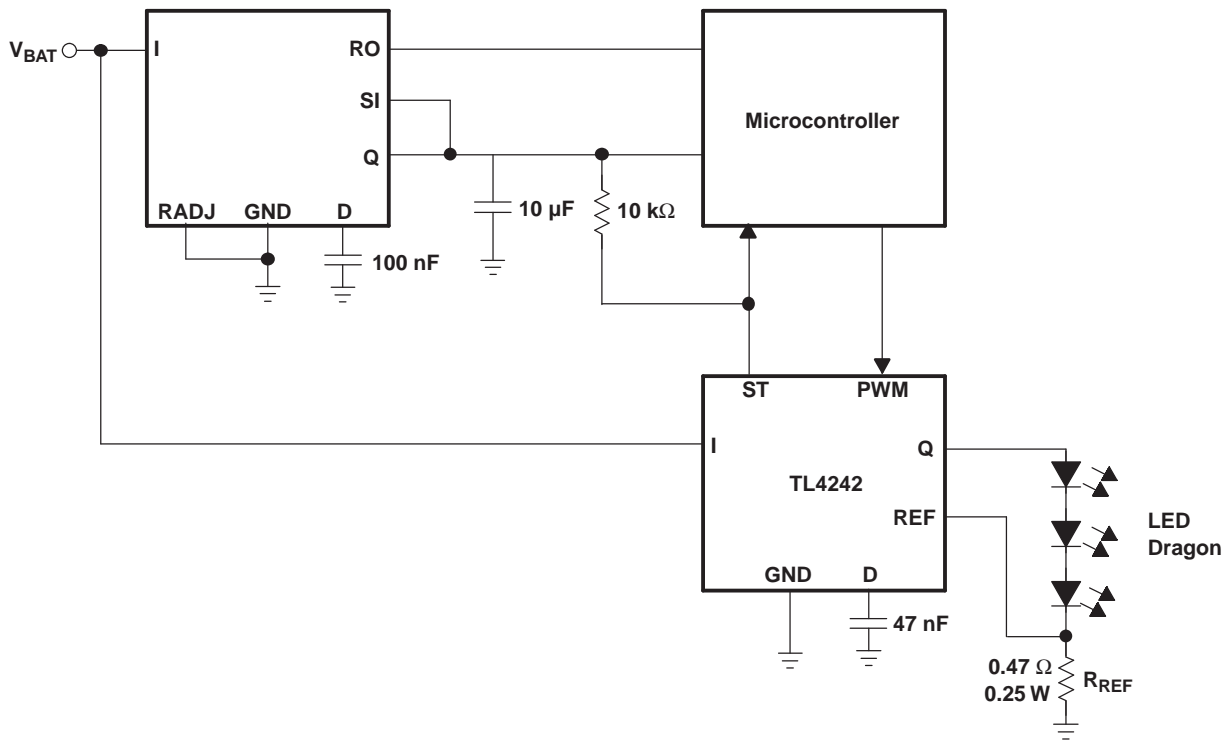 V_BAT
I
RO
SI
Q
RADJ
GND
D
100 nF
10 µF
10 kΩ
Microcontroller
ST
PWM
I
Q
TL4242
REF
GND
D
47 nF
LED
Dragon
0.47 Ω
0.25 W
R_REF